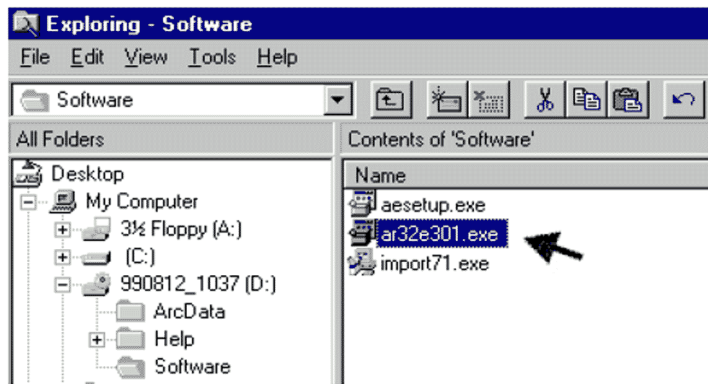 Exploring - Software
File Edit View Tools Help
Software
All Folders
Contents of 'Software'
Desktop
My Computer
3½ Floppy (A:)
(C:)
990812_1037 (D:)
ArcData
Help
Software
Name
aesetup.exe
ar32e301.exe
import71.exe